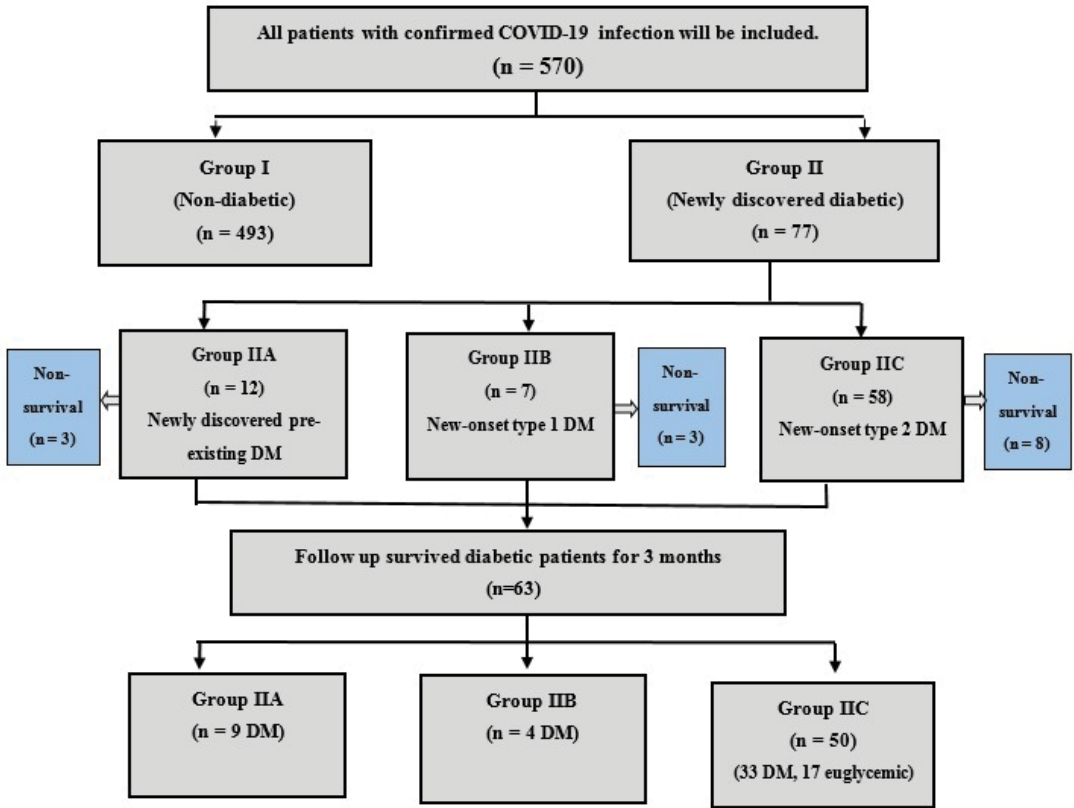 All patients with confirmed COVID-19 infection will be included.
(n = 570)
Group I
(Non-diabetic)
(n = 493)
Group II
(Newly discovered diabetic)
(n = 77)
Non-
survival
(n= 3)
Group IIA
(n = 12)
Newly discovered pre-
existing DM
Group IIB
(n = 7)
New-onset type 1 DM
Non-
survival
(n= 3)
Group IIC
(n = 58)
New-onset type 2 DM
Non-
survival
(n= 8)
Follow up survived diabetic patients for 3 months
(n=63)
Group IIA
(n = 9 DM)
Group IIB
(n = 4 DM)
Group IIC
(n = 50)
(33 DM, 17 euglycemic)